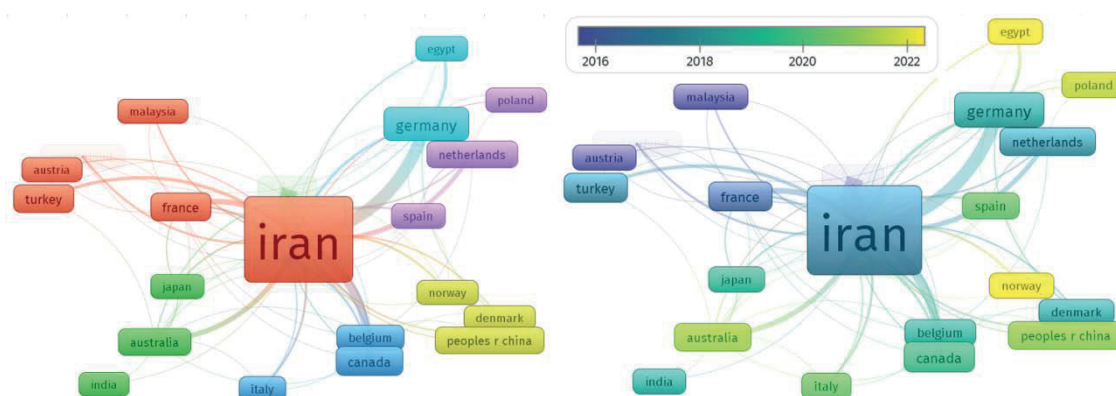 egypt
poland
malaysia
germany
netherlands
austria
turkey
france
spain
iran
japan
norway
denmark
australia
belgium
peoples r china
canada
india
italy
2016 2018 2020 2022
egypt
poland
malaysia
germany
netherlands
austria
turkey
france
spain
iran
japan
norway
denmark
australia
belgium
peoples r china
canada
india
italy